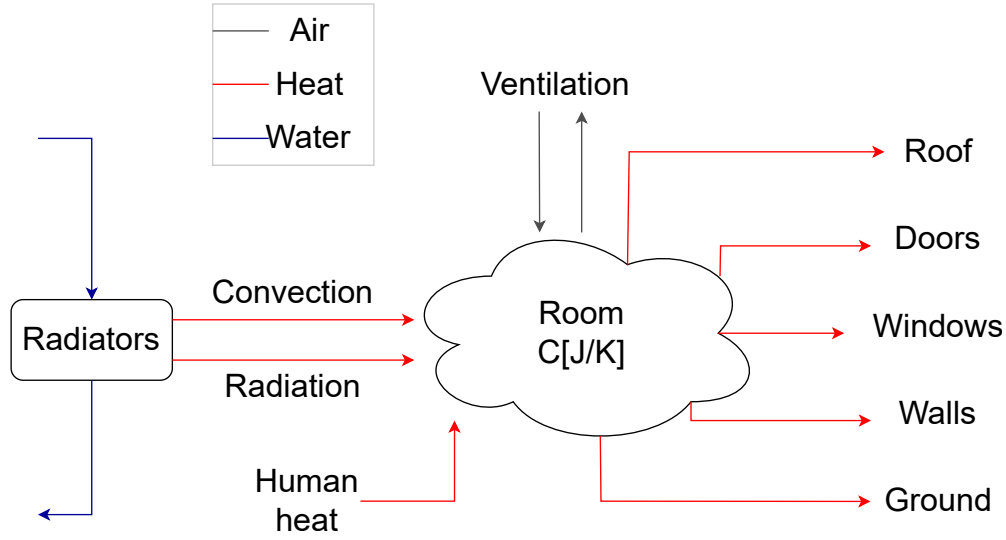 Air
Heat
Water
Ventilation
Roof
Doors
Convection
Room
C[J/K]
Windows
Radiators
Radiation
Walls
Human
heat
Ground